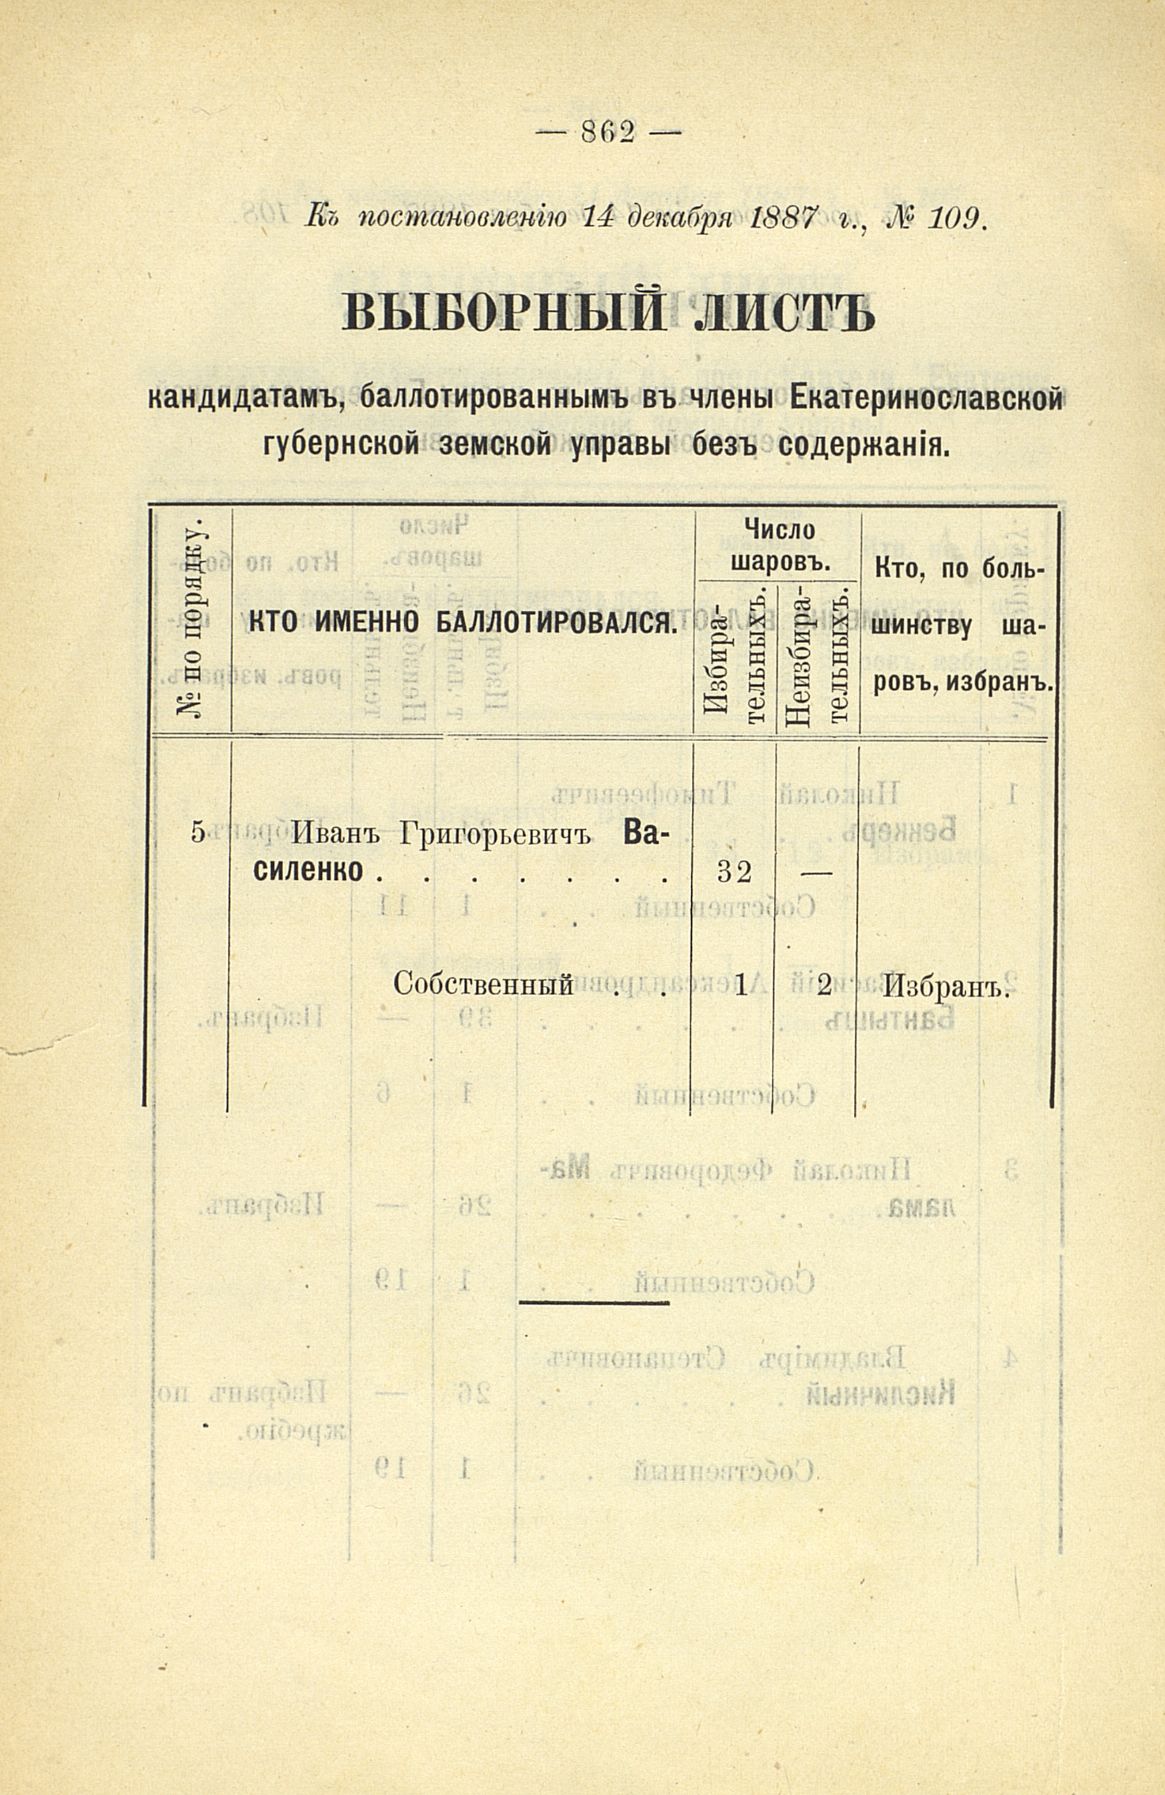 — 862 —
Къ постановленію 14 декабря 1887 г., № 109.
ВЫБОРНЫЙ ЛИСТЪ
кандидатамъ, баллотированнымъ въ члены Екатеринославской
губернской земской управы безъ содержанія.
№ по порядку.
КТО ИМЕННО БАЛЛОТИРОВАЛСЯ.
Число
шаровъ.
Избира-
тельныхъ.
Неизбира-
тельныхъ.
Кто, по боль-
шинству ша-
ровъ, избранъ.
5 Иванъ Григорьевичъ Ва-
силенко . . . . . . . 32 —
Собственный . . 1 2 Избранъ.